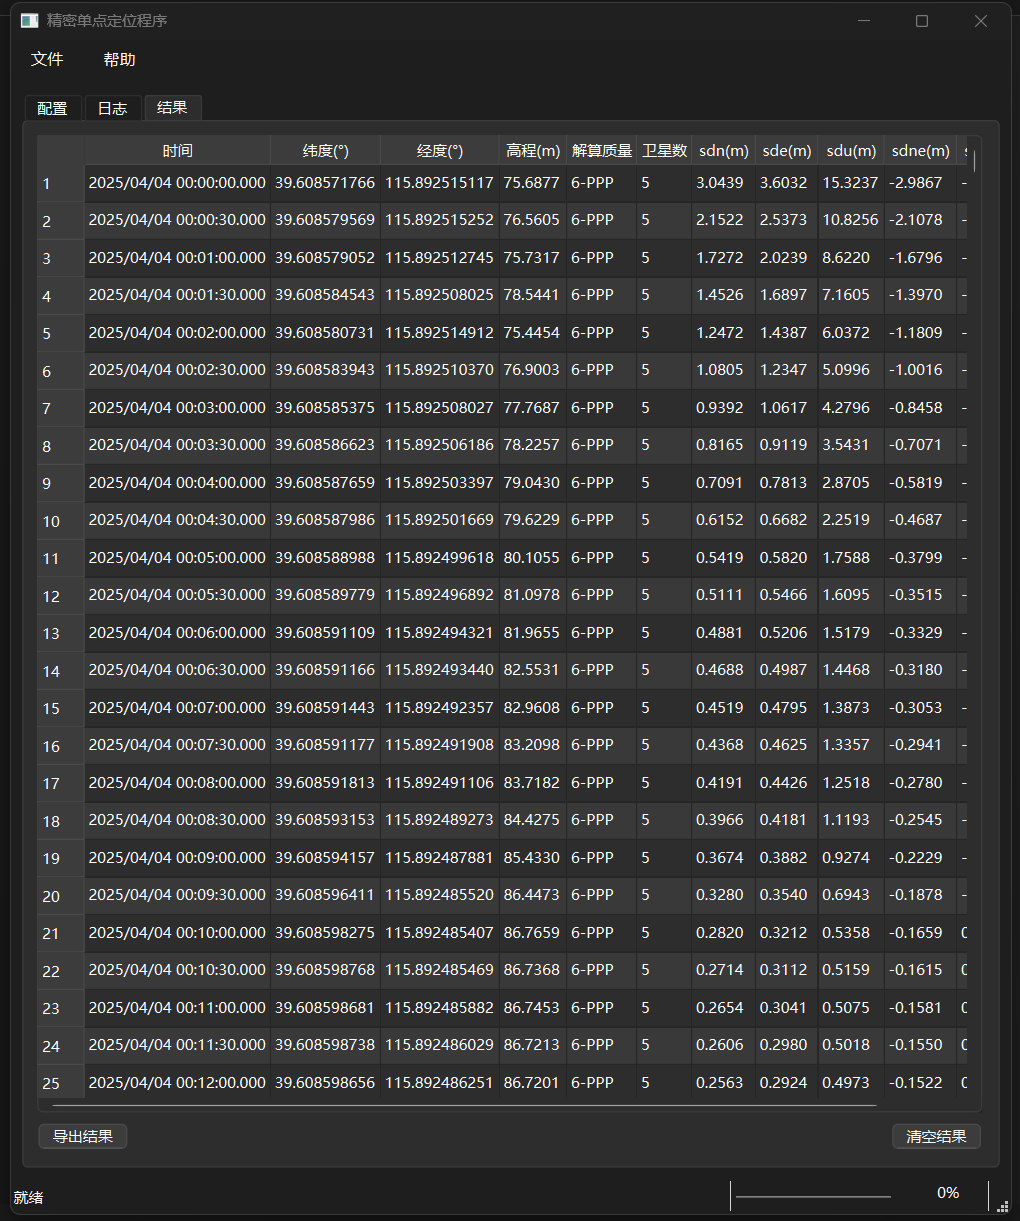 精密单点定位程序
文件 帮助
配置 日志 结果
时间 纬度(°) 经度(°) 高程(m) 解算质量 卫星数 sdn(m) sde(m) sdu(m) sdne(m)
1 2025/04/04 00:00:00.000 39.608571766 115.892515117 75.6877 6-PPP 5 3.0439 3.6032 15.3237 -2.9867 -
2 2025/04/04 00:00:30.000 39.608579569 115.892515252 76.5605 6-PPP 5 2.1522 2.5373 10.8256 -2.1078 -
3 2025/04/04 00:01:00.000 39.608579052 115.892512745 75.7317 6-PPP 5 1.7272 2.0239 8.6220 -1.6796 -
4 2025/04/04 00:01:30.000 39.608584543 115.892508025 78.5441 6-PPP 5 1.4526 1.6897 7.1605 -1.3970 -
5 2025/04/04 00:02:00.000 39.608580731 115.892514912 75.4454 6-PPP 5 1.2472 1.4387 6.0372 -1.1809 -
6 2025/04/04 00:02:30.000 39.608583943 115.892510370 76.9003 6-PPP 5 1.0805 1.2347 5.0996 -1.0016 -
7 2025/04/04 00:03:00.000 39.608585375 115.892508027 77.7687 6-PPP 5 0.9392 1.0617 4.2796 -0.8458 -
8 2025/04/04 00:03:30.000 39.608586623 115.892506186 78.2257 6-PPP 5 0.8165 0.9119 3.5431 -0.7071 -
9 2025/04/04 00:04:00.000 39.608587659 115.892503397 79.0430 6-PPP 5 0.7091 0.7813 2.8705 -0.5819 -
10 2025/04/04 00:04:30.000 39.608587986 115.892501669 79.6229 6-PPP 5 0.6152 0.6682 2.2519 -0.4687 -
11 2025/04/04 00:05:00.000 39.608588988 115.892499618 80.1055 6-PPP 5 0.5419 0.5820 1.7588 -0.3799 -
12 2025/04/04 00:05:30.000 39.608589779 115.892496892 81.0978 6-PPP 5 0.5111 0.5466 1.6095 -0.3515 -
13 2025/04/04 00:06:00.000 39.608591109 115.892494321 81.9655 6-PPP 5 0.4881 0.5206 1.5179 -0.3329 -
14 2025/04/04 00:06:30.000 39.608591166 115.892493440 82.5531 6-PPP 5 0.4688 0.4987 1.4468 -0.3180 -
15 2025/04/04 00:07:00.000 39.608591443 115.892492357 82.9608 6-PPP 5 0.4519 0.4795 1.3873 -0.3053 -
16 2025/04/04 00:07:30.000 39.608591177 115.892491908 83.2098 6-PPP 5 0.4368 0.4625 1.3357 -0.2941 -
17 2025/04/04 00:08:00.000 39.608591813 115.892491106 83.7182 6-PPP 5 0.4191 0.4426 1.2518 -0.2780 -
18 2025/04/04 00:08:30.000 39.608593153 115.892489273 84.4275 6-PPP 5 0.3966 0.4181 1.1193 -0.2545 -
19 2025/04/04 00:09:00.000 39.608594157 115.892487881 85.4330 6-PPP 5 0.3674 0.3882 0.9274 -0.2229 -
20 2025/04/04 00:09:30.000 39.608596411 115.892485520 86.4473 6-PPP 5 0.3280 0.3540 0.6943 -0.1878 -
21 2025/04/04 00:10:00.000 39.608598275 115.892485407 86.7659 6-PPP 5 0.2820 0.3212 0.5358 -0.1659
22 2025/04/04 00:10:30.000 39.608598768 115.892485469 86.7368 6-PPP 5 0.2714 0.3112 0.5159 -0.1615
23 2025/04/04 00:11:00.000 39.608598681 115.892485882 86.7453 6-PPP 5 0.2654 0.3041 0.5075 -0.1581
24 2025/04/04 00:11:30.000 39.608598738 115.892486029 86.7213 6-PPP 5 0.2606 0.2980 0.5018 -0.1550
25 2025/04/04 00:12:00.000 39.608598656 115.892486251 86.7201 6-PPP 5 0.2563 0.2924 0.4973 -0.1522
导出结果 清空结果
就绪 0%